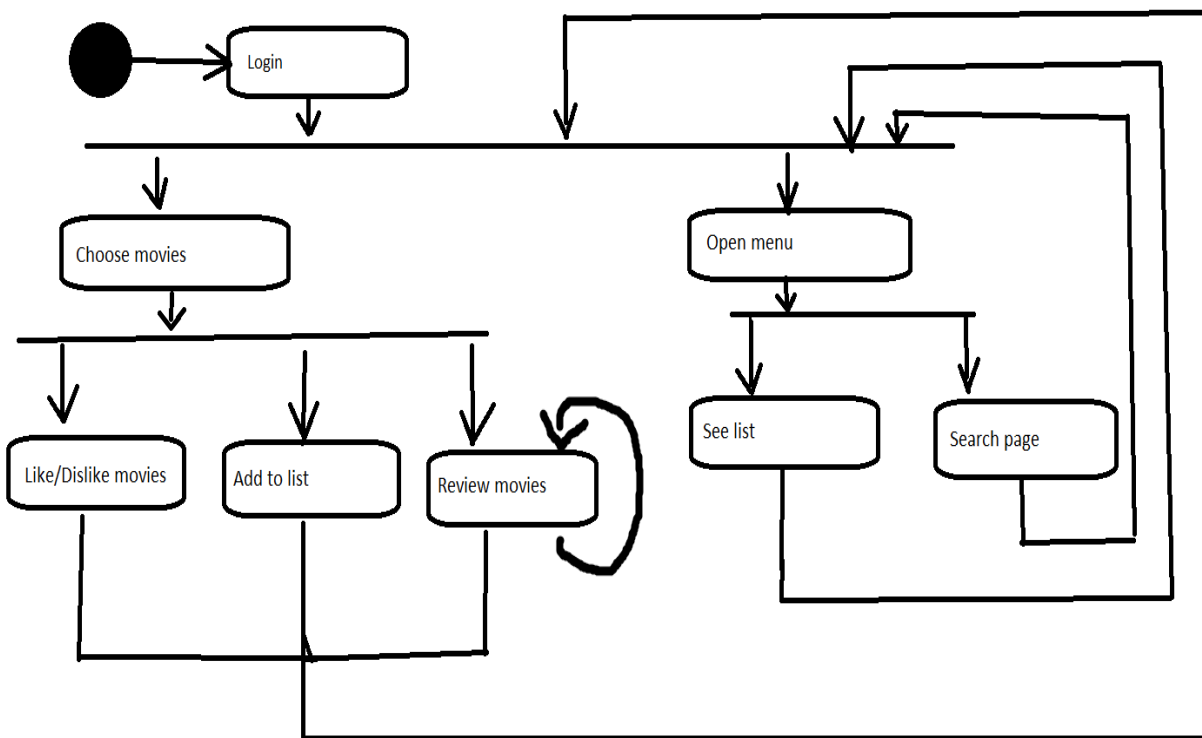 Login
Choose movies
Open menu
Like/Dislike movies
Add to list
Review movies
See list
Search page